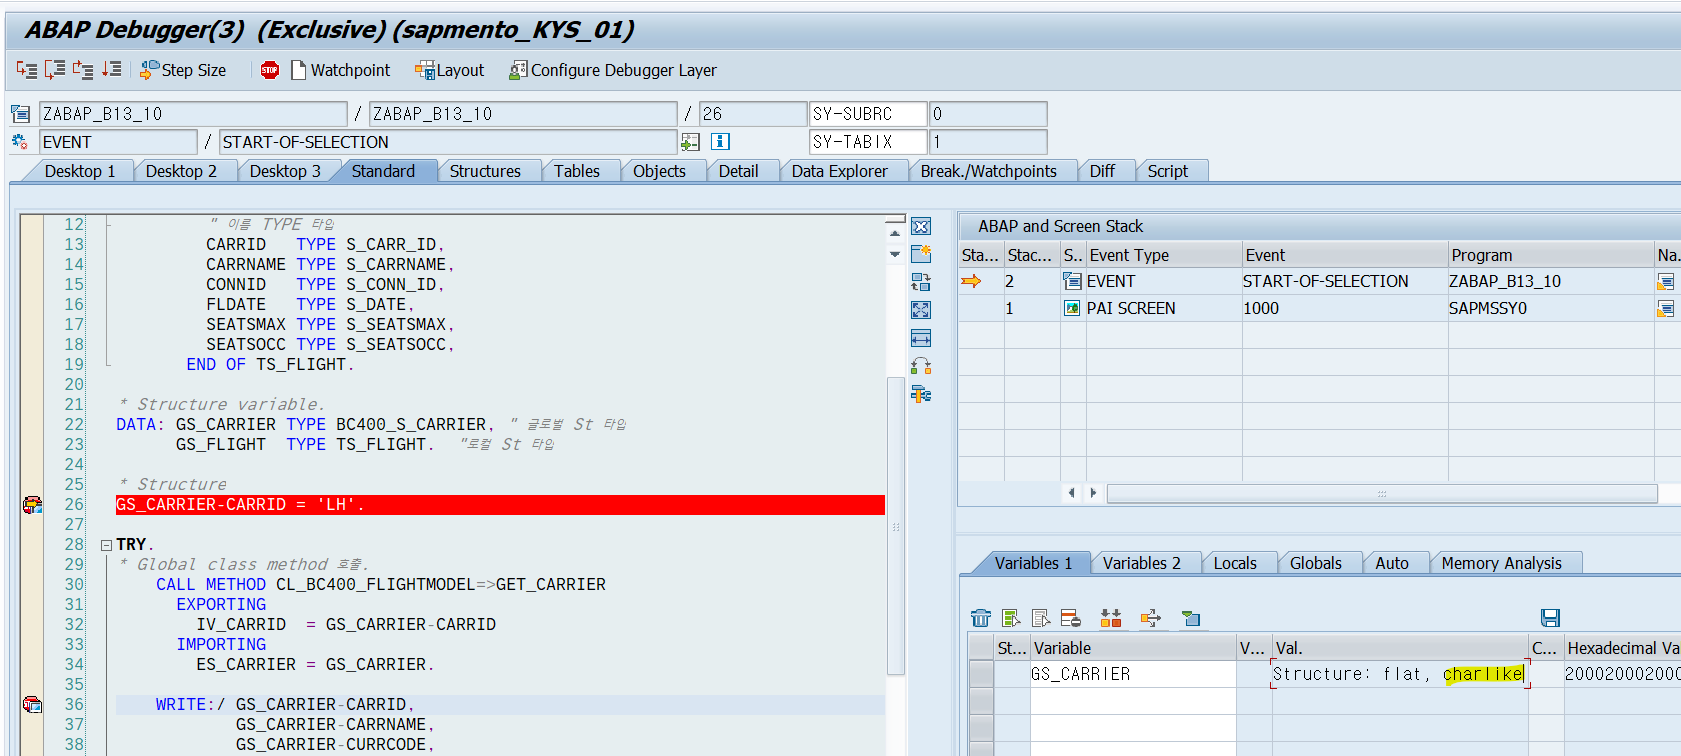 ABAP Debugger(3) (Exclusive) (sapmento_KYS_01)
Step Size STOP Watchpoint Layout Configure Debugger Layer
ZABAP_B13_10 / ZABAP_B13_10 / 26 SY-SUBRC 0
EVENT / START-OF-SELECTION SY-TABIX 1
Desktop 1 Desktop 2 Desktop 3 Standard Structures Tables Objects Detail Data Explorer Break./Watchpoints Diff Script
12 " 이름 TYPE 타입
13 CARRID TYPE S_CARR_ID,
14 CARRNAME TYPE S_CARRNAME,
15 CONNID TYPE S_CONN_ID,
16 FLDATE TYPE S_DATE,
17 SEATSMAX TYPE S_SEATSMAX,
18 SEATSOCC TYPE S_SEATSOCC,
19 END OF TS_FLIGHT.
20
21 * Structure variable.
22 DATA: GS_CARRIER TYPE BC400_S_CARRIER, " 글로벌 St 타입
23 GS_FLIGHT TYPE TS_FLIGHT. "로컬 St 타입
24
25 * Structure
26 GS_CARRIER-CARRID = 'LH'.
27
28 TRY.
29 * Global class method 호출.
30 CALL METHOD CL_BC400_FLIGHTMODEL=>GET_CARRIER
31 EXPORTING
32 IV_CARRID = GS_CARRIER-CARRID
33 IMPORTING
34 ES_CARRIER = GS_CARRIER.
35
36 WRITE:/ GS_CARRIER-CARRID,
37 GS_CARRIER-CARRNAME,
38 GS_CARRIER-CURRCODE,
ABAP and Screen Stack
Sta... Stac... S.. Event Type Event Program Na.
2 EVENT START-OF-SELECTION ZABAP_B13_10
1 PAI SCREEN 1000 SAPMSSY0
Variables 1 Variables 2 Locals Globals Auto Memory Analysis
St... Variable V... Val. C... Hexadecimal Va
GS_CARRIER Structure: flat, charlike 2000200020000